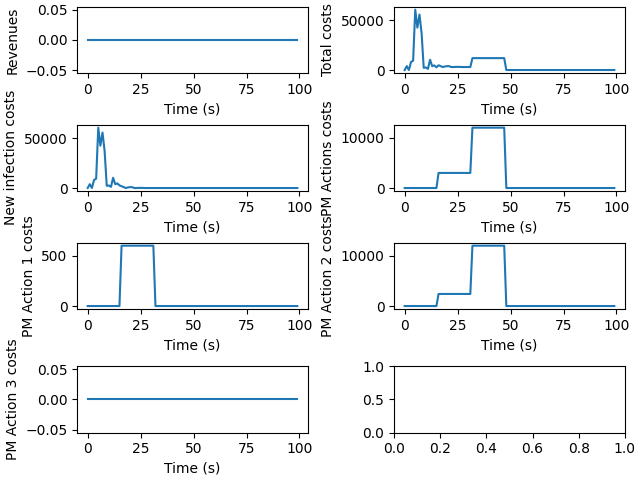 Revenues
0.05
0.00
−0.05
0 25 50 75 100
Time (s)
Total costs
50000
0
0 25 50 75 100
Time (s)
New infection costs
50000
0
0 25 50 75 100
Time (s)
PM Actions costs
10000
0
0 25 50 75 100
Time (s)
PM Action 1 costs
500
0
0 25 50 75 100
Time (s)
PM Action 2 costs
10000
0
0 25 50 75 100
Time (s)
PM Action 3 costs
0.05
0.00
−0.05
0 25 50 75 100
Time (s)
1.0
0.5
0.0
0.0 0.2 0.4 0.6 0.8 1.0